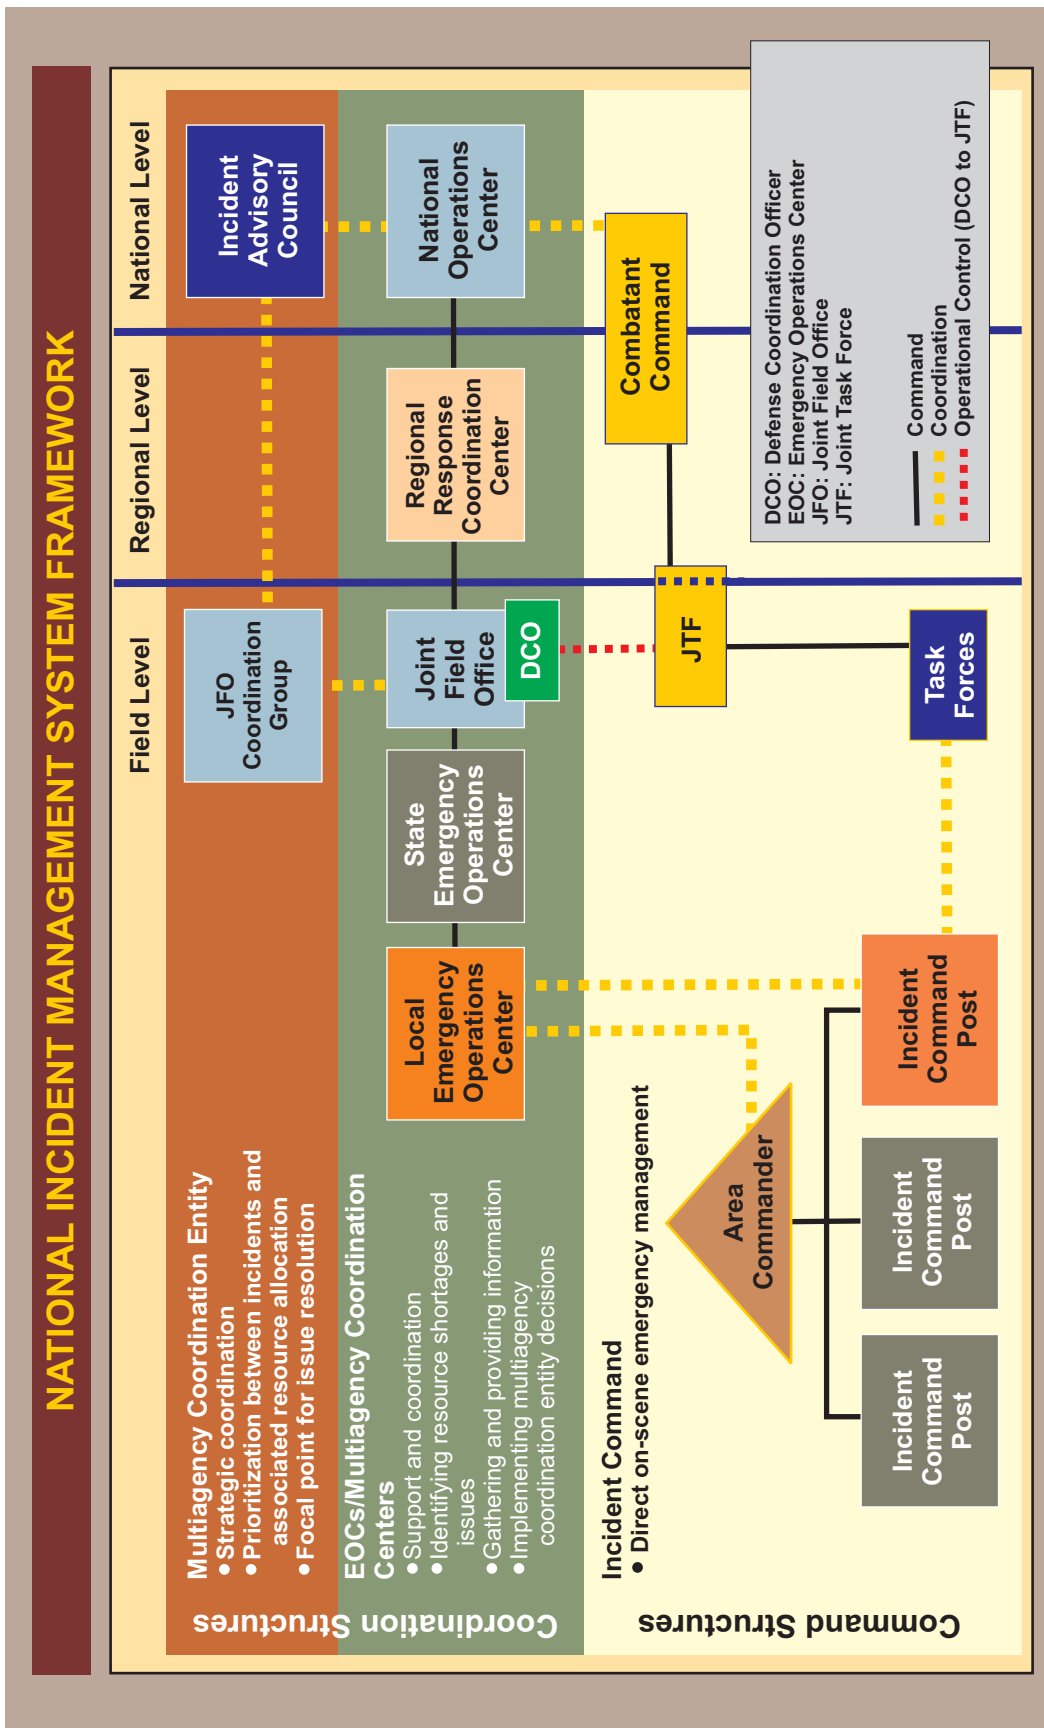 NATIONAL INCIDENT MANAGEMENT SYSTEM FRAMEWORK
Field Level
Regional Level
National Level
Coordination Structures
Multiagency Coordination Entity
● Strategic coordination
● Prioritization between incidents and
associated resource allocation
● Focal point for issue resolution
JFO
Coordination
Group
Incident
Advisory
Council
EOCs/Multiagency Coordination
Centers
● Support and coordination
● Identifying resource shortages and
issues
● Gathering and providing information
● Implementing multiagency
coordination entity decisions
Local
Emergency
Operations
Center
State
Emergency
Operations
Center
Joint
Field
Office
DCO
Regional
Response
Coordination
Center
National
Operations
Center
Command Structures
Incident Command
● Direct on-scene emergency management
Area
Commander
Incident
Command
Post
Incident
Command
Post
Incident
Command
Post
JTF
Combatant
Command
Task
Forces
DCO: Defense Coordination Officer
EOC: Emergency Operations Center
JFO: Joint Field Office
JTF: Joint Task Force
Command
Coordination
Operational Control (DCO to JTF)